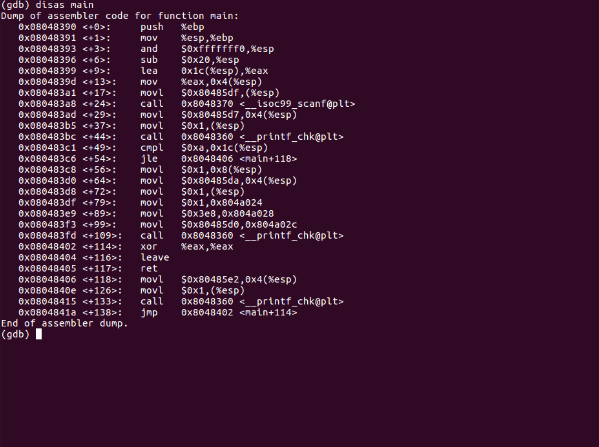 (gdb) disas main
Dump of assembler code for function main:
   0x08048390 <+0>:     push   %ebp
   0x08048391 <+1>:     mov    %esp,%ebp
   0x08048393 <+3>:     and    $0xfffffff0,%esp
   0x08048396 <+6>:     sub    $0x20,%esp
   0x08048399 <+9>:     lea    0x1c(%esp),%eax
   0x0804839d <+13>:    mov    %eax,0x4(%esp)
   0x080483a1 <+17>:    movl   $0x80485df,(%esp)
   0x080483a8 <+24>:    call   0x8048370 <__isoc99_scanf@plt>
   0x080483ad <+29>:    movl   $0x80485d7,0x4(%esp)
   0x080483b5 <+37>:    movl   $0x1,(%esp)
   0x080483bc <+44>:    call   0x8048360 <__printf_chk@plt>
   0x080483c1 <+49>:    cmpl   $0xa,0x1c(%esp)
   0x080483c6 <+54>:    jle    0x8048406 <main+118>
   0x080483c8 <+56>:    movl   $0x1,0x8(%esp)
   0x080483d0 <+64>:    movl   $0x80485da,0x4(%esp)
   0x080483d8 <+72>:    movl   $0x1,(%esp)
   0x080483df <+79>:    movl   $0x1,0x804a024
   0x080483e9 <+89>:    movl   $0x3e8,0x804a028
   0x080483f3 <+99>:    movl   $0x80485d0,0x804a02c
   0x080483fd <+109>:   call   0x8048360 <__printf_chk@plt>
   0x08048402 <+114>:   xor    %eax,%eax
   0x08048404 <+116>:   leave
   0x08048405 <+117>:   ret
   0x08048406 <+118>:   movl   $0x80485e2,0x4(%esp)
   0x0804840e <+126>:   movl   $0x1,(%esp)
   0x08048415 <+133>:   call   0x8048360 <__printf_chk@plt>
   0x0804841a <+138>:   jmp    0x8048402 <main+114>
End of assembler dump.
(gdb)